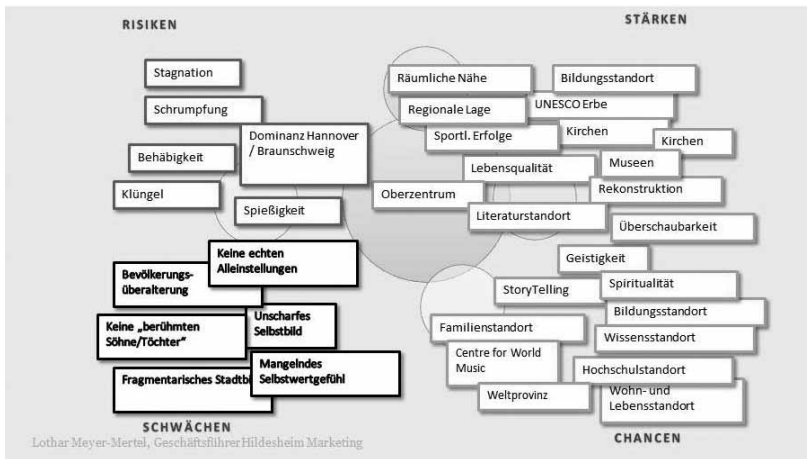 RISIKEN
STÄRKEN
Stagnation
Schrumpfung
Dominanz Hannover
/ Braunschweig
Behäbigkeit
Klüngel
Spießigkeit
Räumliche Nähe
Bildungsstandort
Regionale Lage
UNESCO Erbe
Sportl. Erfolge
Kirchen
Kirchen
Lebensqualität
Museen
Oberzentrum
Rekonstruktion
Literaturstandort
Überschaubarkeit
Keine echten
Alleinstellungen
Bevölkerungs-
überalterung
Keine „berühmten
Söhne/Töchter“
Unscharfes
Selbstbild
Mangelndes
Selbstwertgefühl
Fragmentarisches Stadtbi
Geistigkeit
StoryTelling
Spiritualität
Bildungsstandort
Familienstandort
Wissensstandort
Centre for World
Music
Hochschulstandort
Weltprovinz
Wohn- und
Lebensstandort
SCHWÄCHEN
CHANCEN
Lothar Meyer-Mertel, Geschäftsführer Hildesheim Marketing